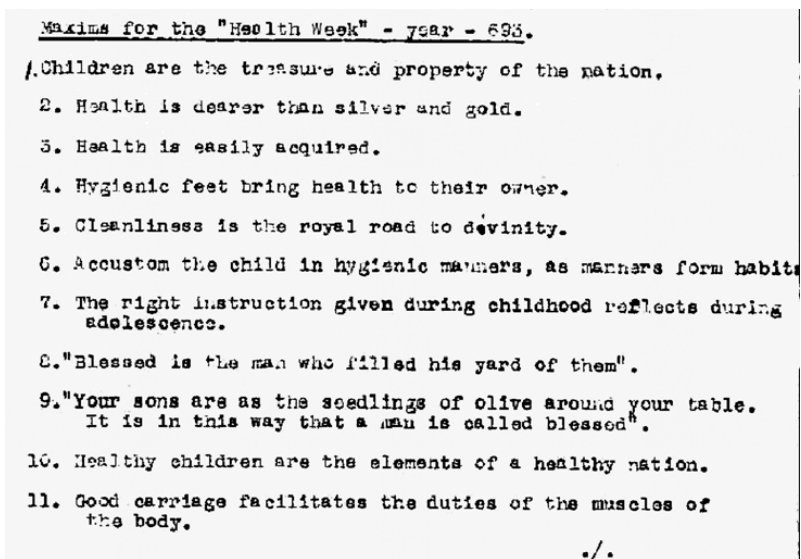 Maxims for the "Health Week" - year - 693.
1. Children are the treasure and property of the nation.
2. Health is dearer than silver and gold.
3. Health is easily acquired.
4. Hygienic feet bring health to their owner.
5. Cleanliness is the royal road to divinity.
6. Accustom the child in hygienic manners, as manners form habits
7. The right instruction given during childhood reflects during
adolescence.
8. "Blessed is the man who filled his yard of them".
9. "Your sons are as the seedlings of olive around your table.
It is in this way that a man is called blessed".
10. Healthy children are the elements of a healthy nation.
11. Good carriage facilitates the duties of the muscles of
the body.
./.